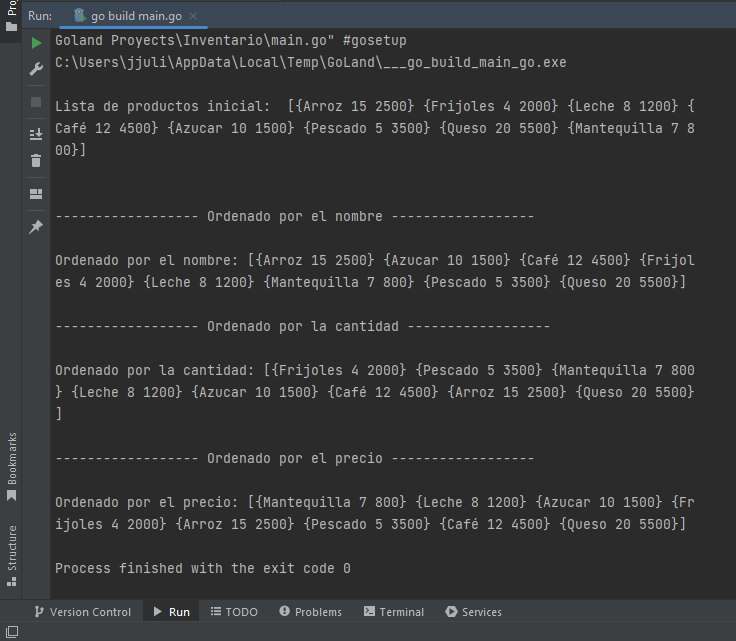 Pro
Run: go build main.go
Goland Proyects\Inventario\main.go" #gosetup
C:\Users\jjuli\AppData\Local\Temp\GoLand\___go_build_main_go.exe
Lista de productos inicial:  [{Arroz 15 2500} {Frijoles 4 2000} {Leche 8 1200} {
Café 12 4500} {Azucar 10 1500} {Pescado 5 3500} {Queso 20 5500} {Mantequilla 7 8
00}]
------------------ Ordenado por el nombre ------------------
Ordenado por el nombre: [{Arroz 15 2500} {Azucar 10 1500} {Café 12 4500} {Frijol
es 4 2000} {Leche 8 1200} {Mantequilla 7 800} {Pescado 5 3500} {Queso 20 5500}]
------------------ Ordenado por la cantidad ------------------
Ordenado por la cantidad: [{Frijoles 4 2000} {Pescado 5 3500} {Mantequilla 7 800
} {Leche 8 1200} {Azucar 10 1500} {Café 12 4500} {Arroz 15 2500} {Queso 20 5500}
]
------------------ Ordenado por el precio ------------------
Ordenado por el precio: [{Mantequilla 7 800} {Leche 8 1200} {Azucar 10 1500} {Fr
ijoles 4 2000} {Arroz 15 2500} {Pescado 5 3500} {Café 12 4500} {Queso 20 5500}]
Process finished with the exit code 0
Bookmarks
Structure
Version Control Run TODO Problems Terminal Services